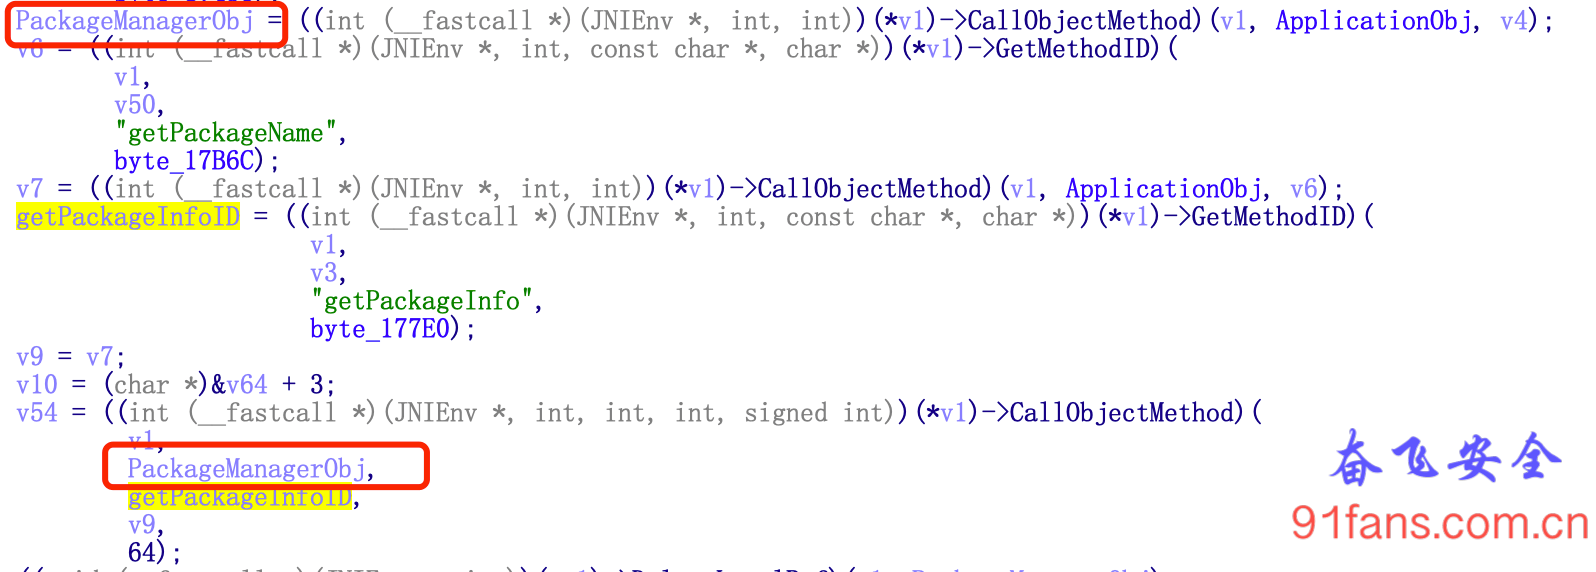 PackageManagerObj = ((int (__fastcall *)(JNIEnv *, int, int))(*v1)->CallObjectMethod)(v1, ApplicationObj, v4);
v6 = ((int (__fastcall *)(JNIEnv *, int, const char *, char *))(*v1)->GetMethodID)(
v1,
v50,
"getPackageName",
byte_17B6C);
v7 = ((int (__fastcall *)(JNIEnv *, int, int))(*v1)->CallObjectMethod)(v1, ApplicationObj, v6);
getPackageInfoID = ((int (__fastcall *)(JNIEnv *, int, const char *, char *))(*v1)->GetMethodID)(
v1,
v3,
"getPackageInfo",
byte_177E0);
v9 = v7;
v10 = (char *)&v64 + 3;
v54 = ((int (__fastcall *)(JNIEnv *, int, int, int, signed int))(*v1)->CallObjectMethod)(
v1,
PackageManagerObj,
getPackageInfoID,
v9,
64);
奋飞安全
91fans.com.cn